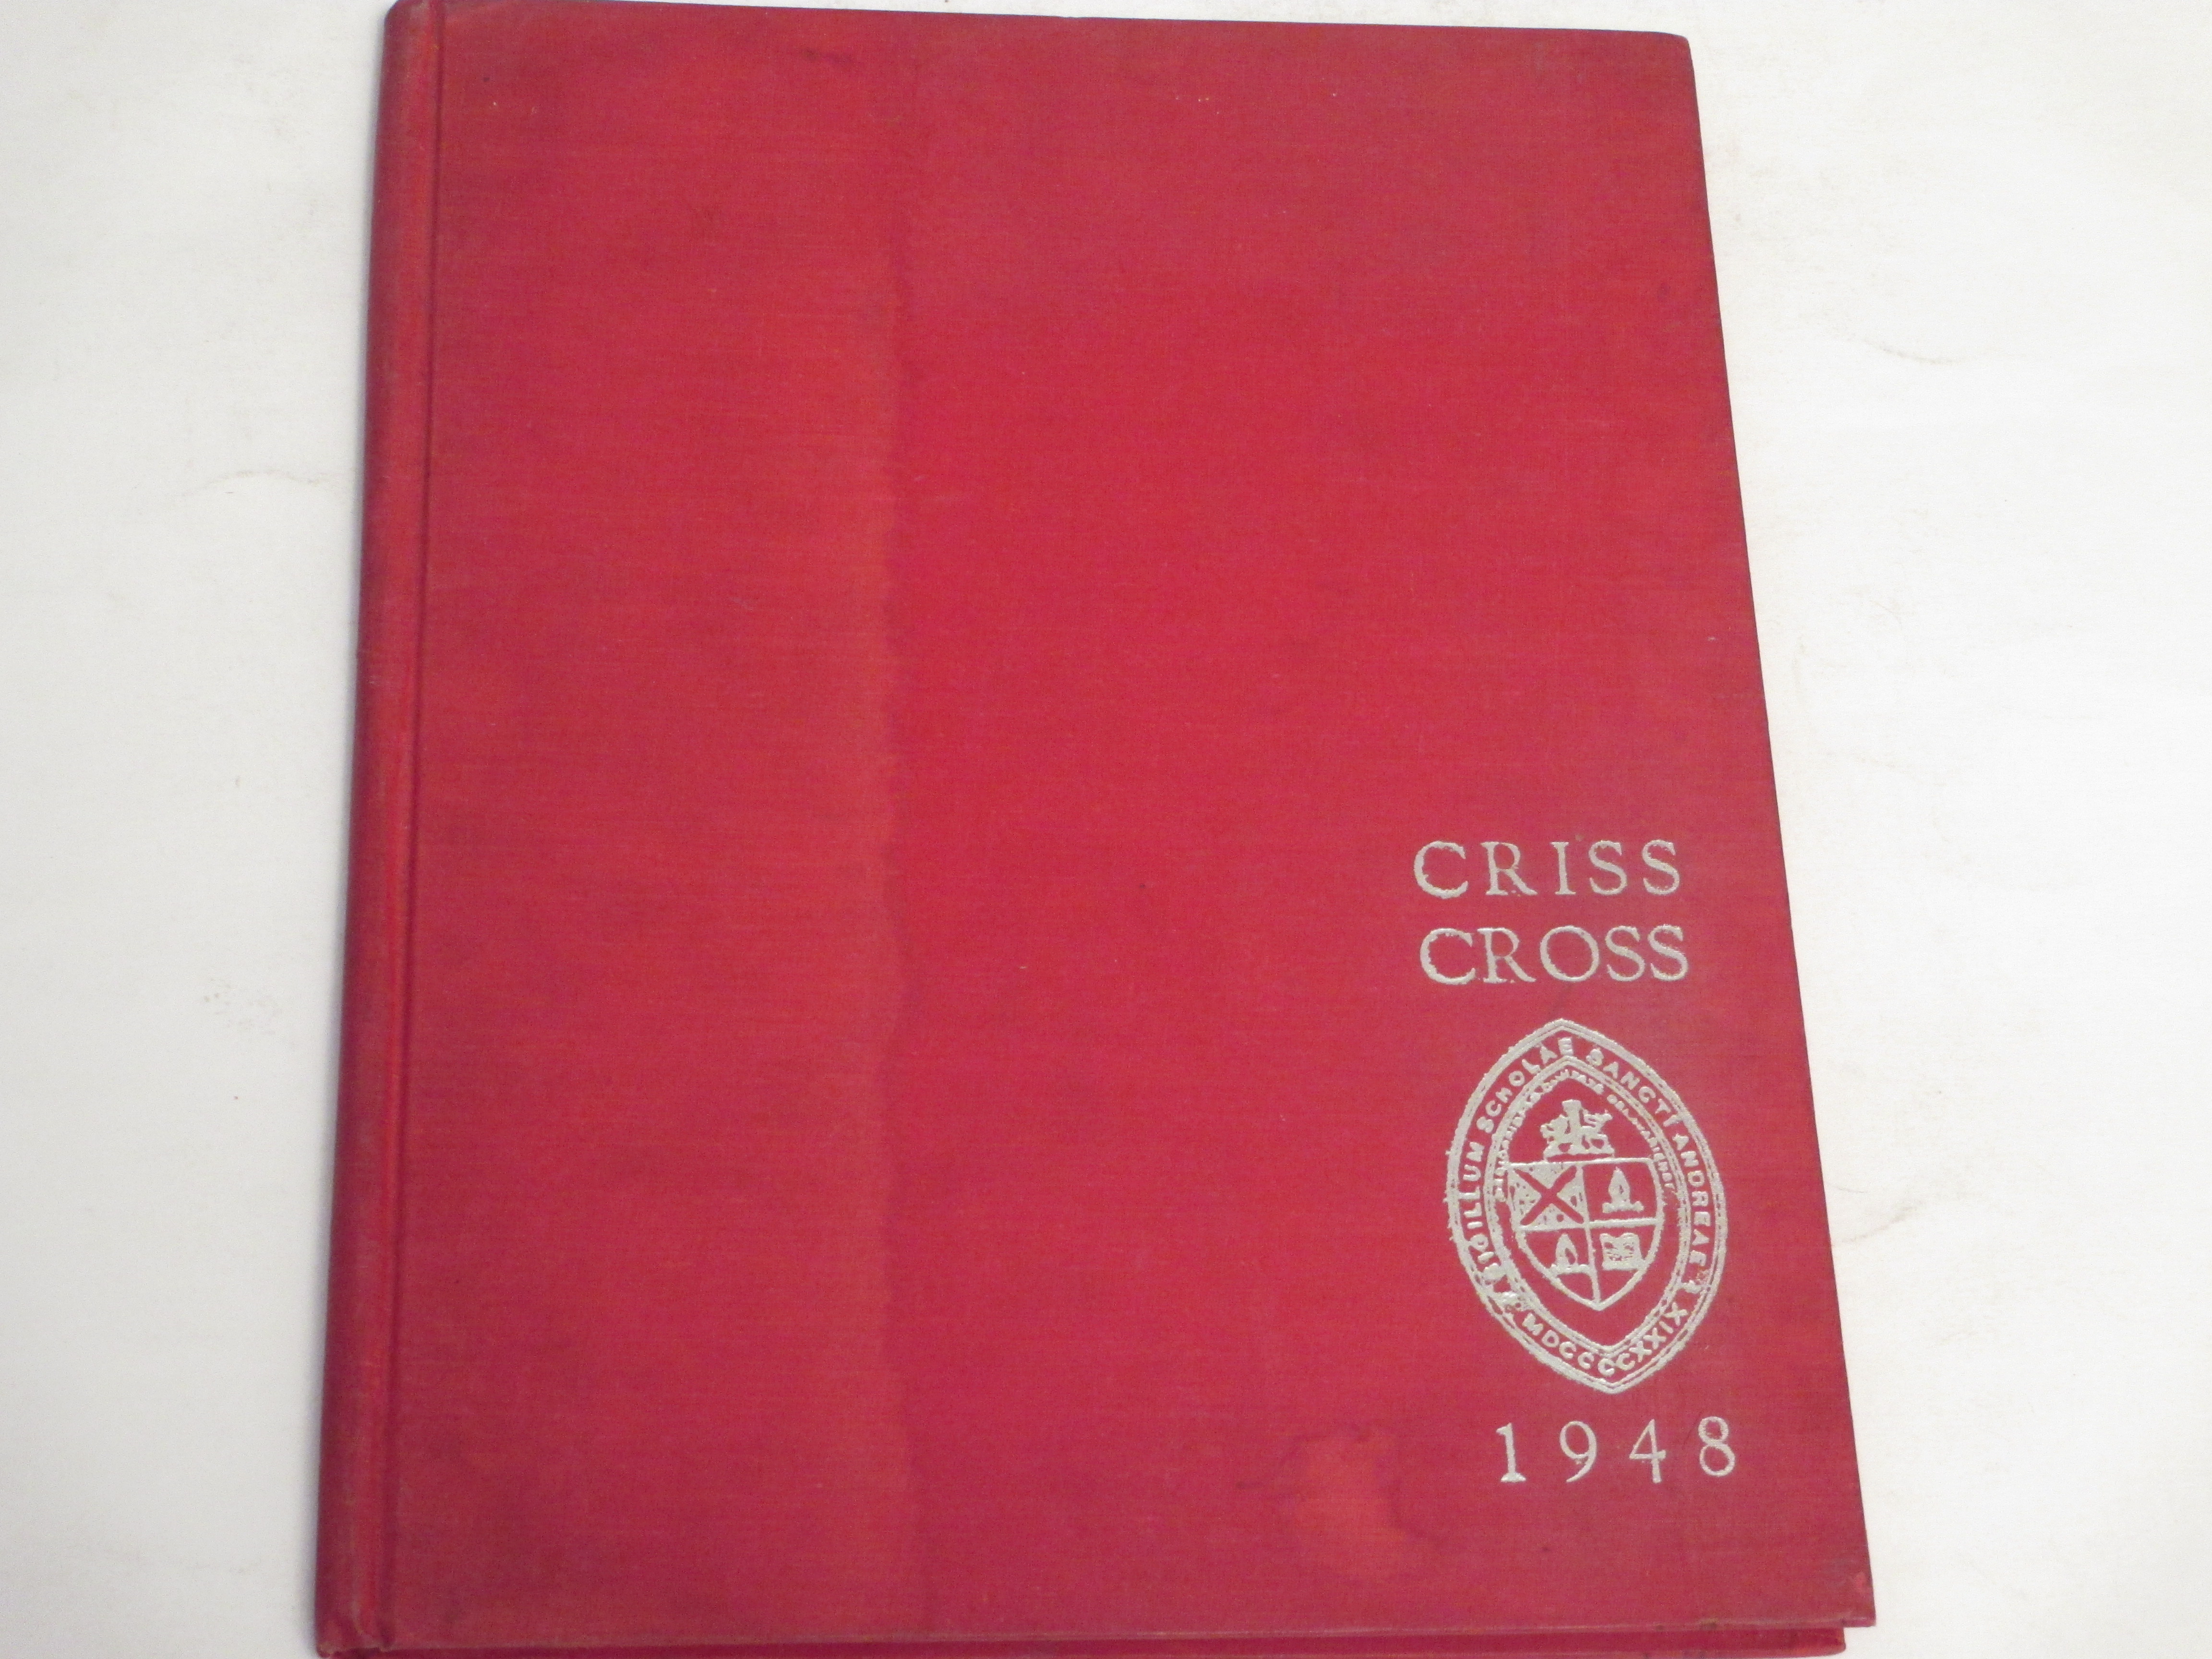 CRISS
CROSS
SIGILLUM SCHOLAE SANCTI ANDREAE
MDCCCCXXIX
1948